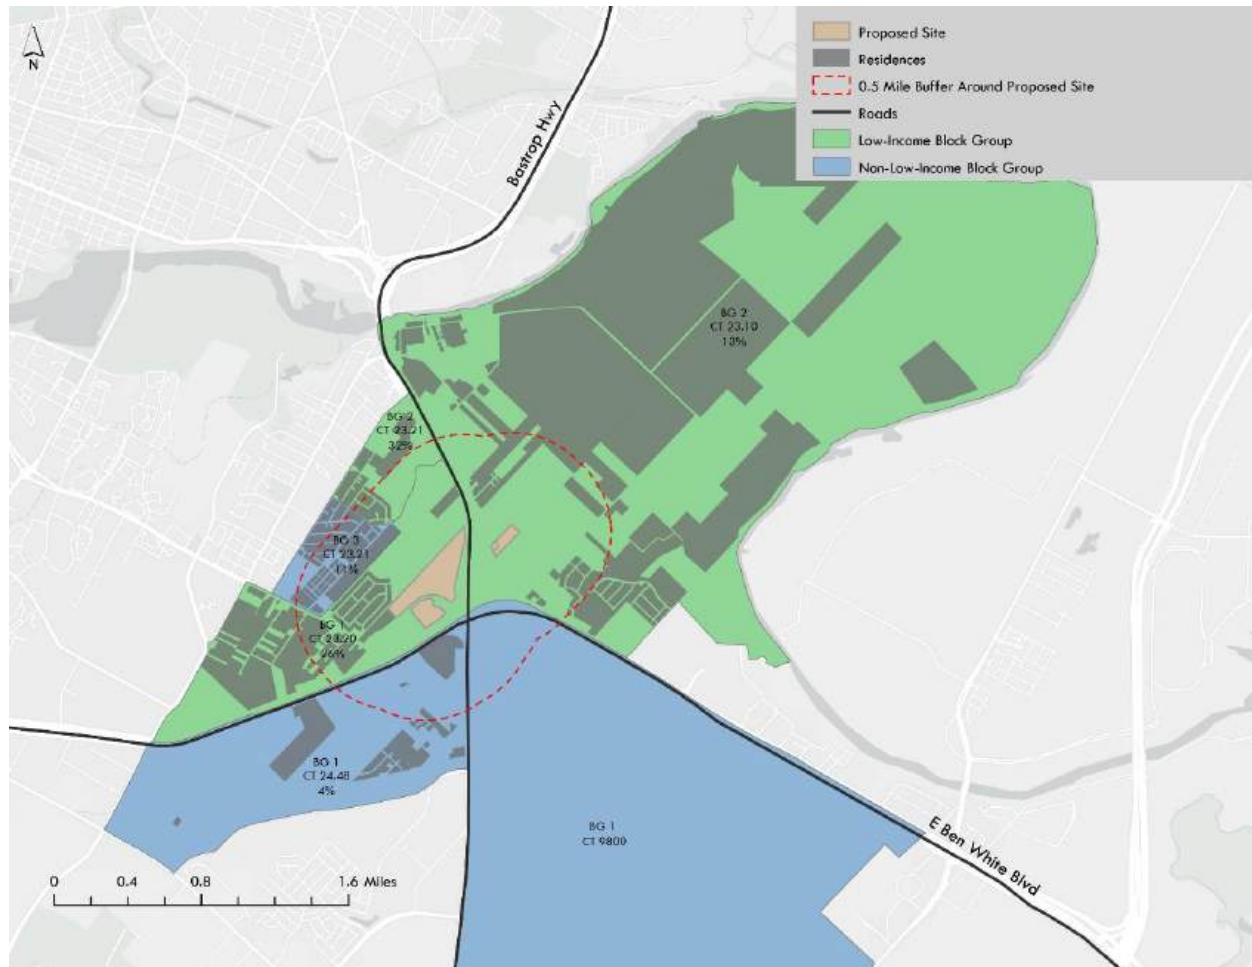 N
Proposed Site
Residences
0.5 Mile Buffer Around Proposed Site
Roads
Low-Income Block Group
Non-Low-Income Block Group
Bastrop Hwy
BG 2
CT 23.10
13%
BG 2
CT 23.21
32%
BG 3
CT 23.21
11%
BG 1
CT 23.20
26%
BG 1
CT 24.48
4%
BG 1
CT 9800
E Ben White Blvd
0 0.4 0.8 1.6 Miles